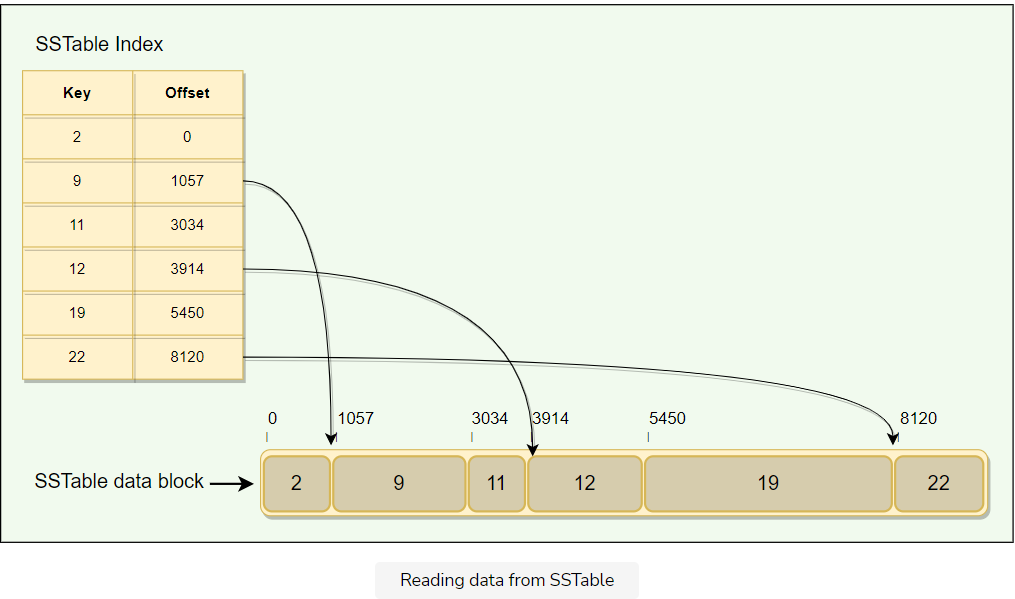 SSTable Index
Key Offset
2 0
9 1057
11 3034
12 3914
19 5450
22 8120
0 1057 3034 3914 5450 8120
SSTable data block 2 9 11 12 19 22
Reading data from SSTable